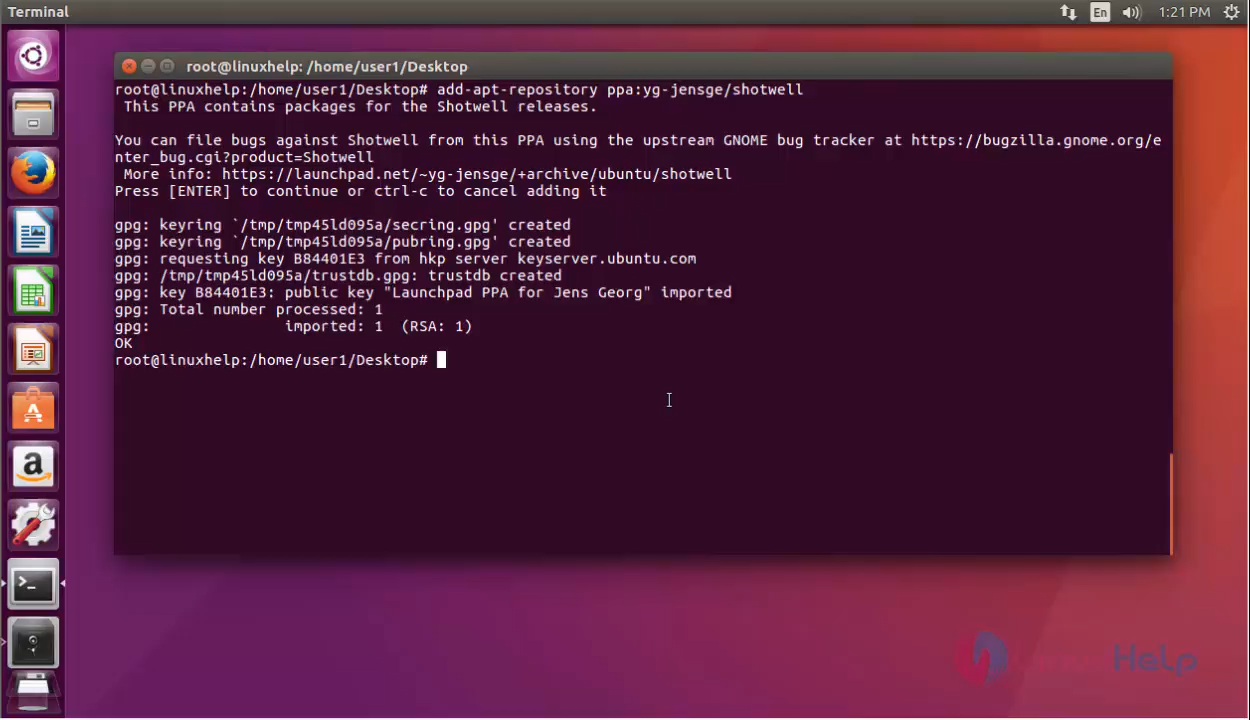 Terminal
En
1:21 PM
root@linuxhelp: /home/user1/Desktop
root@linuxhelp:/home/user1/Desktop# add-apt-repository ppa:yg-jensge/shotwell
This PPA contains packages for the Shotwell releases.
You can file bugs against Shotwell from this PPA using the upstream GNOME bug tracker at https://bugzilla.gnome.org/e
nter_bug.cgi?product=Shotwell
More info: https://launchpad.net/~yg-jensge/+archive/ubuntu/shotwell
Press [ENTER] to continue or ctrl-c to cancel adding it
gpg: keyring `/tmp/tmp45ld095a/secring.gpg' created
gpg: keyring `/tmp/tmp45ld095a/pubring.gpg' created
gpg: requesting key B84401E3 from hkp server keyserver.ubuntu.com
gpg: /tmp/tmp45ld095a/trustdb.gpg: trustdb created
gpg: key B84401E3: public key "Launchpad PPA for Jens Georg" imported
gpg: Total number processed: 1
gpg:                imported: 1  (RSA: 1)
OK
root@linuxhelp:/home/user1/Desktop#
Help